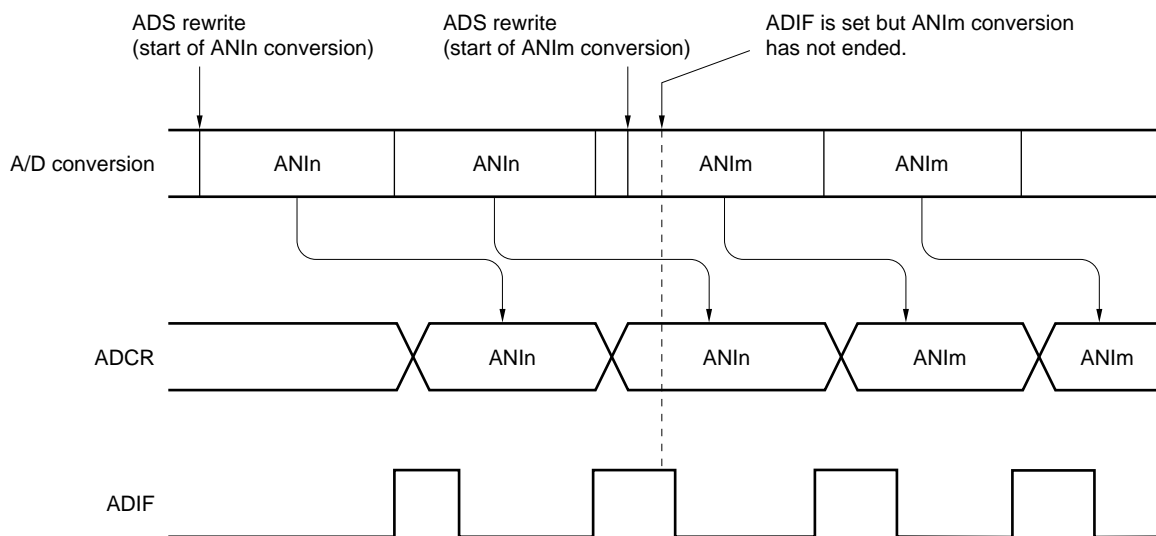 ADS rewrite
(start of ANIn conversion)
ADS rewrite
(start of ANIm conversion)
ADIF is set but ANIm conversion
has not ended.
A/D conversion
ANIn
ANIn
ANIm
ANIm
ADCR
ANIn
ANIn
ANIm
ANIm
ADIF